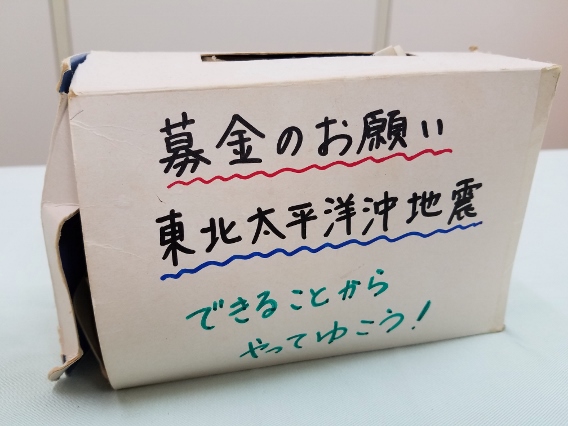 募金のお願い
東北太平洋沖地震
できることから
やってゆこう!